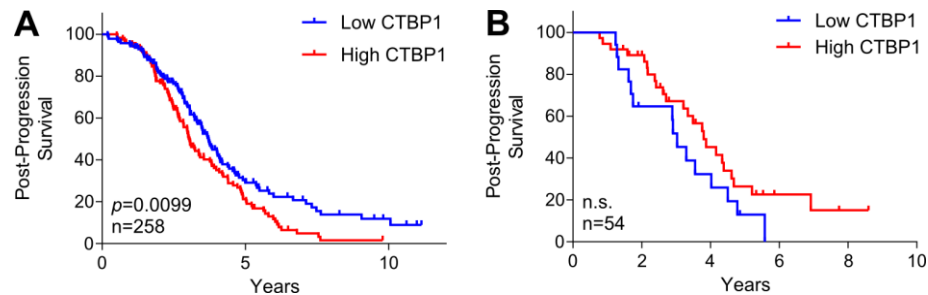 A
Low CTBP1
High CTBP1
Post-Progression
Survival
100
80
60
40
20
0
p=0.0099
n=258
0
5
10
Years
B
Low CTBP1
High CTBP1
Post-Progression
Survival
100
80
60
40
20
0
n.s.
n=54
0
2
4
6
8
10
Years